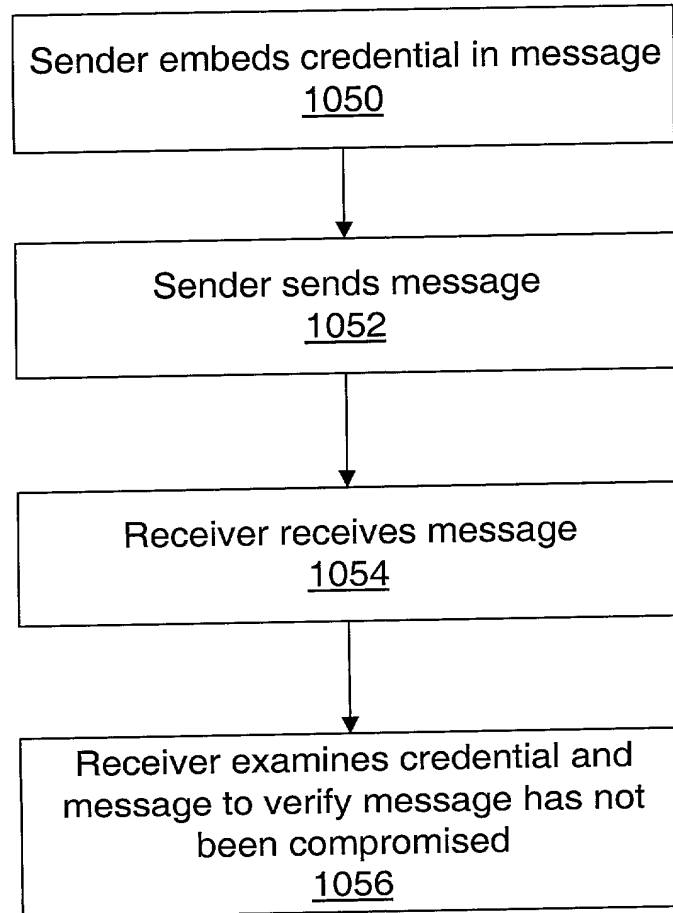 Sender embeds credential in message
1050
Sender sends message
1052
Receiver receives message
1054
Receiver examines credential and
message to verify message has not
been compromised
1056